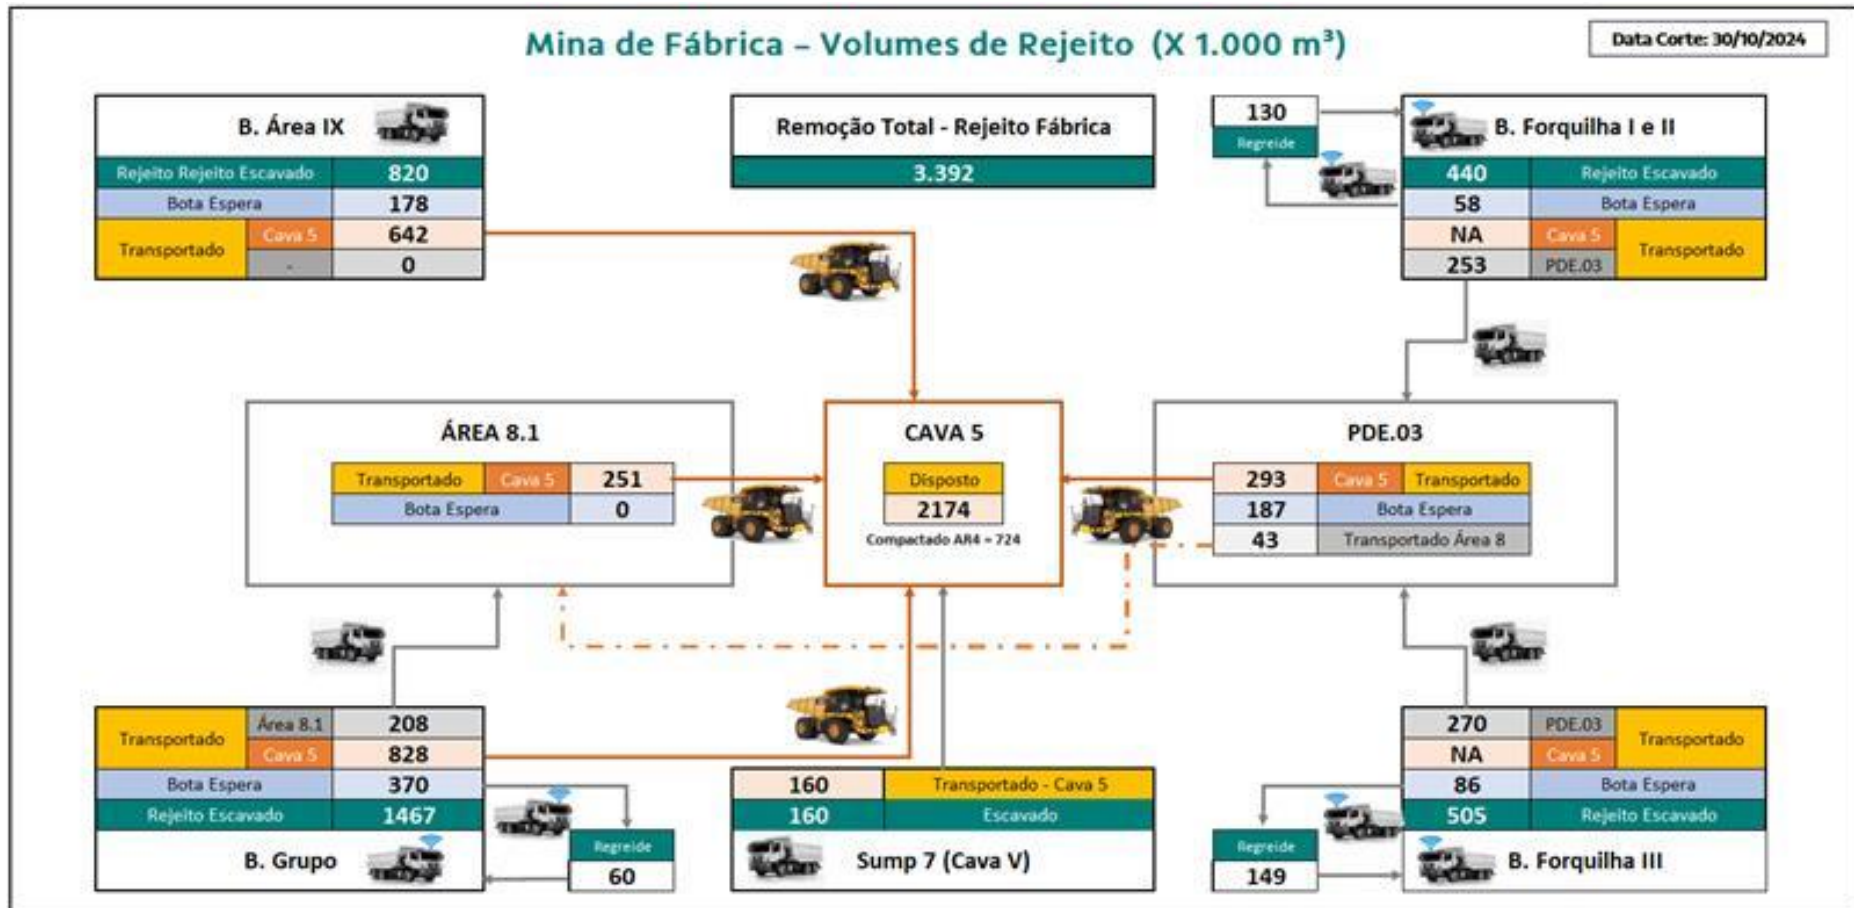 Mina de Fábrica – Volumes de Rejeito (X 1.000 m³)
Data Corte: 30/10/2024
B. Área IX
Rejeito Rejeito Escavado 820
Bota Espera 178
Transportado Cava 5 642
- 0
Remoção Total - Rejeito Fábrica
3.392
130
Regreide
B. Forquilha I e II
440 Rejeito Escavado
58 Bota Espera
NA Cava 5 Transportado
253 PDE.03
ÁREA 8.1
Transportado Cava 5 251
Bota Espera 0
CAVA 5
Disposto
2174
Compactado AR4 = 724
PDE.03
293 Cava 5 Transportado
187 Bota Espera
43 Transportado Área 8
Transportado Área 8.1 208
Cava 5 828
Bota Espera 370
Rejeito Escavado 1467
B. Grupo
Regreide
60
160 Transportado - Cava 5
160 Escavado
Sump 7 (Cava V)
270 PDE.03 Transportado
NA Cava 5
86 Bota Espera
505 Rejeito Escavado
B. Forquilha III
Regreide
149